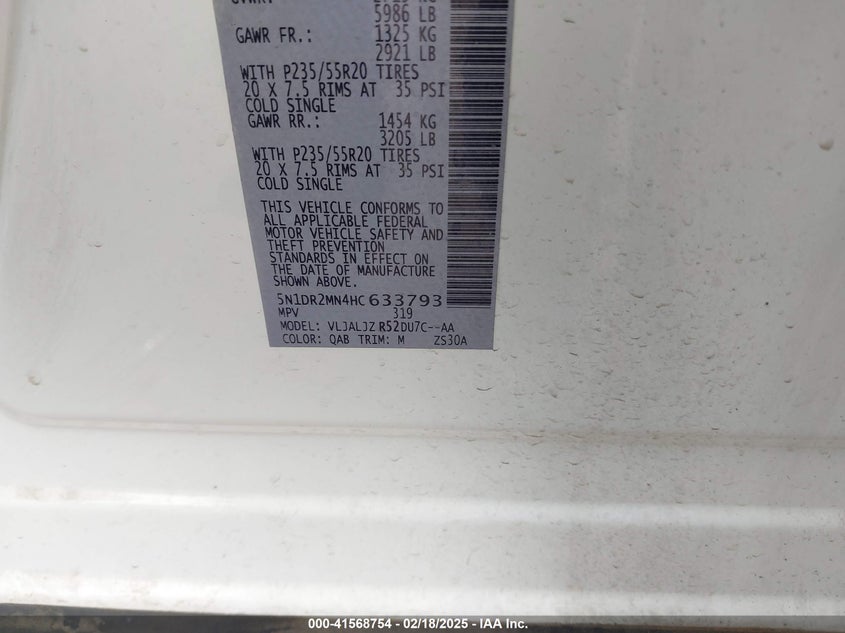 5986 LB
GAWR FR.: 1325 KG
2921 LB
WITH P235/55R20 TIRES
20 X 7.5 RIMS AT 35 PSI
COLD SINGLE
GAWR RR.: 1454 KG
3205 LB
WITH P235/55R20 TIRES
20 X 7.5 RIMS AT 35 PSI
COLD SINGLE
THIS VEHICLE CONFORMS TO
ALL APPLICABLE FEDERAL
MOTOR VEHICLE SAFETY AND
THEFT PREVENTION
STANDARDS IN EFFECT ON
THE DATE OF MANUFACTURE
SHOWN ABOVE.
5N1DR2MN4HC633793
MPV 319
MODEL: VLJALJZ R52DU7C--AA
COLOR: QAB TRIM: M ZS30A
000-41568754 - 02/18/2025 - IAA Inc.